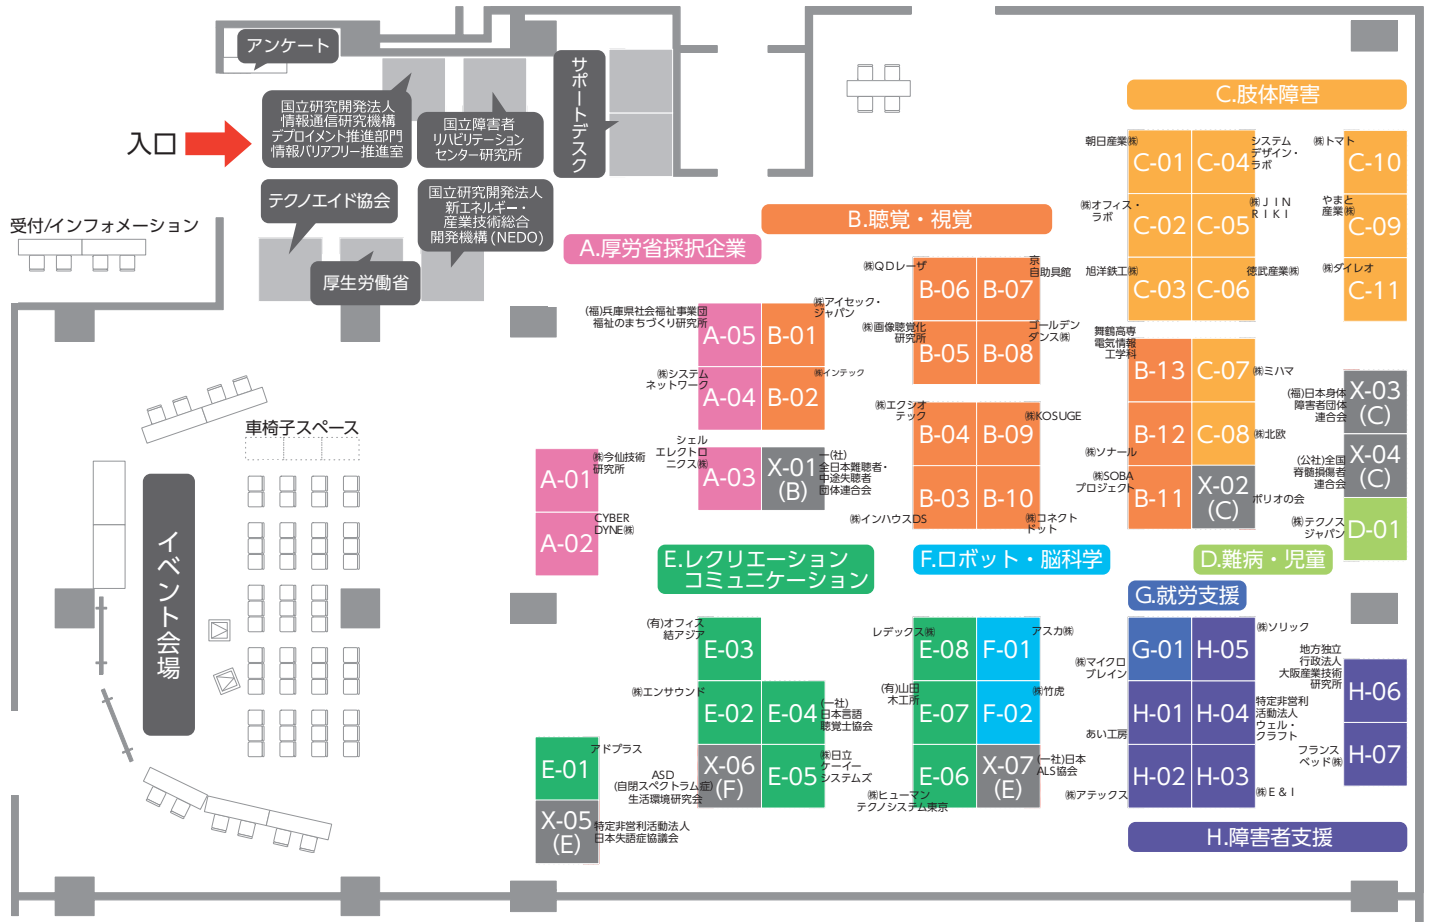 アンケート
サポートデスク
入口
国立研究開発法人
情報通信研究機構
デプロイメント推進部門
情報バリアフリー推進室
国立障害者
リハビリテーション
センター研究所
テクノエイド協会
国立研究開発法人
新エネルギー・
産業技術総合
開発機構(NEDO)
厚生労働省
受付/インフォメーション
車椅子スペース
イベント会場
A.厚労省採択企業
(福)兵庫県社会福祉事業団
福祉のまちづくり研究所
A-05
㈱システム
ネットワーク
A-04
シェル
エレクトロ
ニクス㈱
A-03
㈱今仙技術
研究所
A-01
CYBER
DYNE㈱
A-02
B.聴覚・視覚
B-01
㈱アイセック・
ジャパン
B-02
㈱インテック
X-01
(B)
一(社)
全日本難聴者・
中途失聴者
団体連合会
㈱QDレーザ
B-06
B-07
京
自助具館
㈱画像聴覚化
研究所
B-05
B-08
ゴールデン
ダンス㈱
㈱エクシオ
テック
B-04
B-09
㈱KOSUGE
B-03
㈱インハウスDS
B-10
㈱コネクト
ドット
C.肢体障害
朝日産業㈱
C-01
C-04
システム
デザイン・
ラボ
㈱オフィス・
ラボ
C-02
C-05
㈱JIN
RIKI
旭洋鉄工㈱
C-03
C-06
徳武産業㈱
㈱トマト
C-10
やまと
産業㈱
C-09
㈱ダイレオ
C-11
舞鶴高専
電気情報
工学科
B-13
C-07
㈱ミハマ
㈱ソナール
B-12
C-08
㈱北欧
㈱SOBA
プロジェクト
B-11
X-02
(C)
ポリオの会
(福)日本身体
障害者団体
連合会
X-03
(C)
(公社)全国
脊髄損傷者
連合会
X-04
(C)
㈱テクノス
ジャパン
D-01
D.難病・児童
E.レクリエーション
コミュニケーション
(有)オフィス
結アジア
E-03
㈱エンサウンド
E-02
E-04
(一社)
日本言語
聴覚士協会
ASD
(自閉スペクトラム症)
生活環境研究会
X-06
(F)
E-05
㈱日立
ケーイー
システムズ
アドプラス
E-01
X-05
(E)
特定非営利活動法人
日本失語症協議会
F.ロボット・脳科学
レデックス㈱
E-08
F-01
アスカ㈱
(有)山田
木工所
E-07
F-02
㈱竹虎
E-06
㈱ヒューマン
テクノシステム東京
X-07
(E)
(一社)日本
ALS協会
G.就労支援
㈱マイクロ
ブレイン
G-01
H-05
㈱ソリック
あい工房
H-01
H-04
特定非営利
活動法人
ウェル・
クラフト
㈱アテックス
H-02
H-03
㈱E&I
地方独立
行政法人
大阪産業技術
研究所
H-06
フランス
ベッド㈱
H-07
H.障害者支援